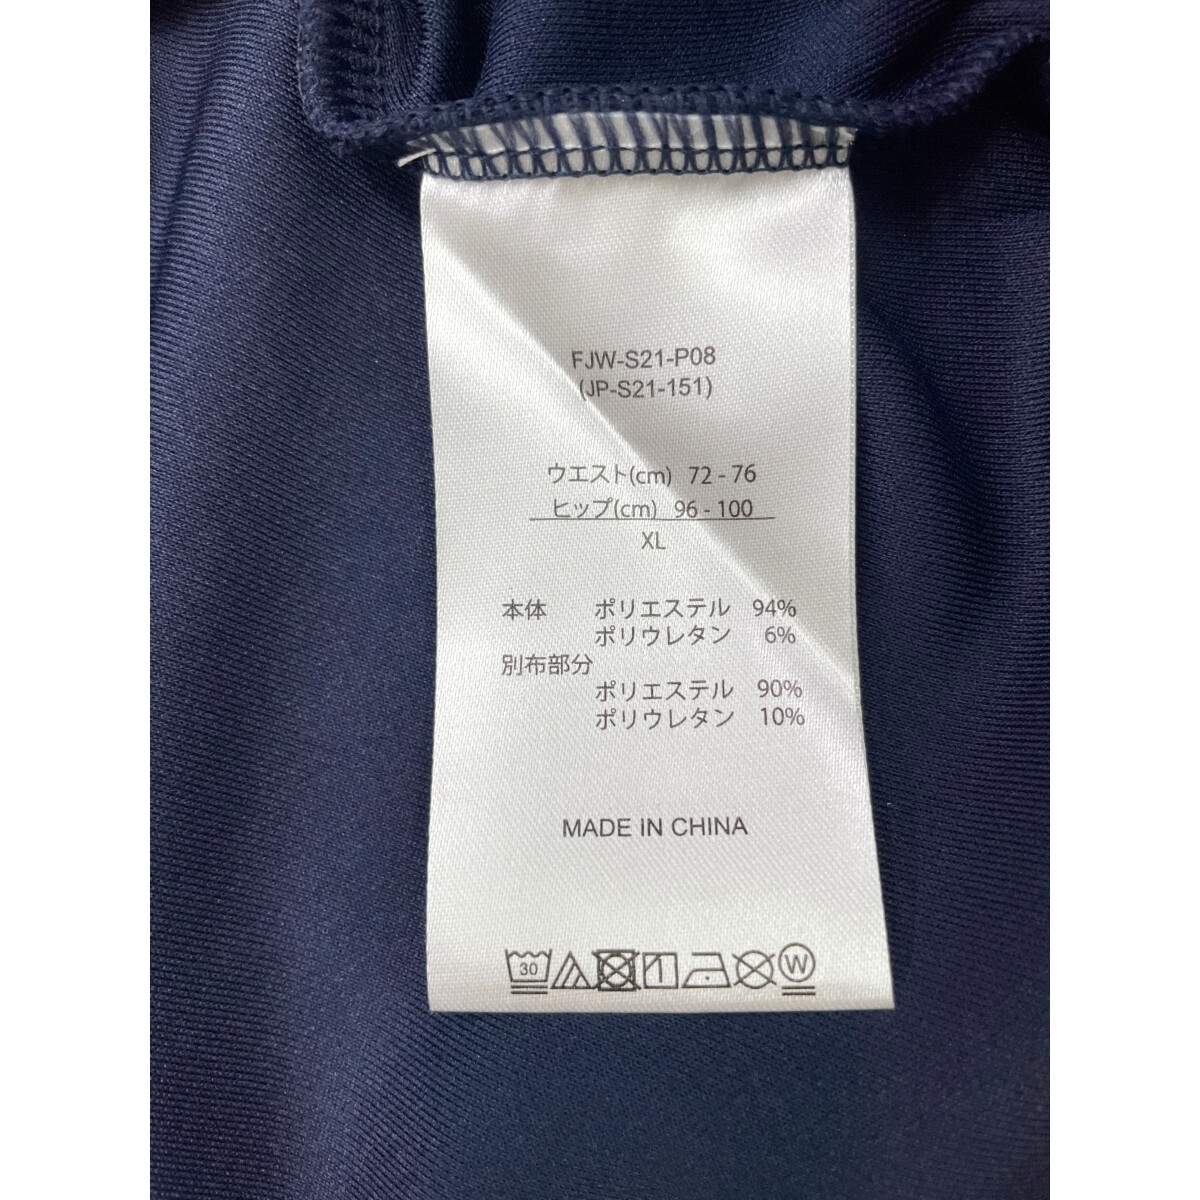 FJW-S21-P08
(JP-S21-151)
ウエスト(cm) 72 - 76
ヒップ(cm) 96 - 100
XL
本体 ポリエステル 94%
ポリウレタン 6%
別布部分
ポリエステル 90%
ポリウレタン 10%
MADE IN CHINA
30 W